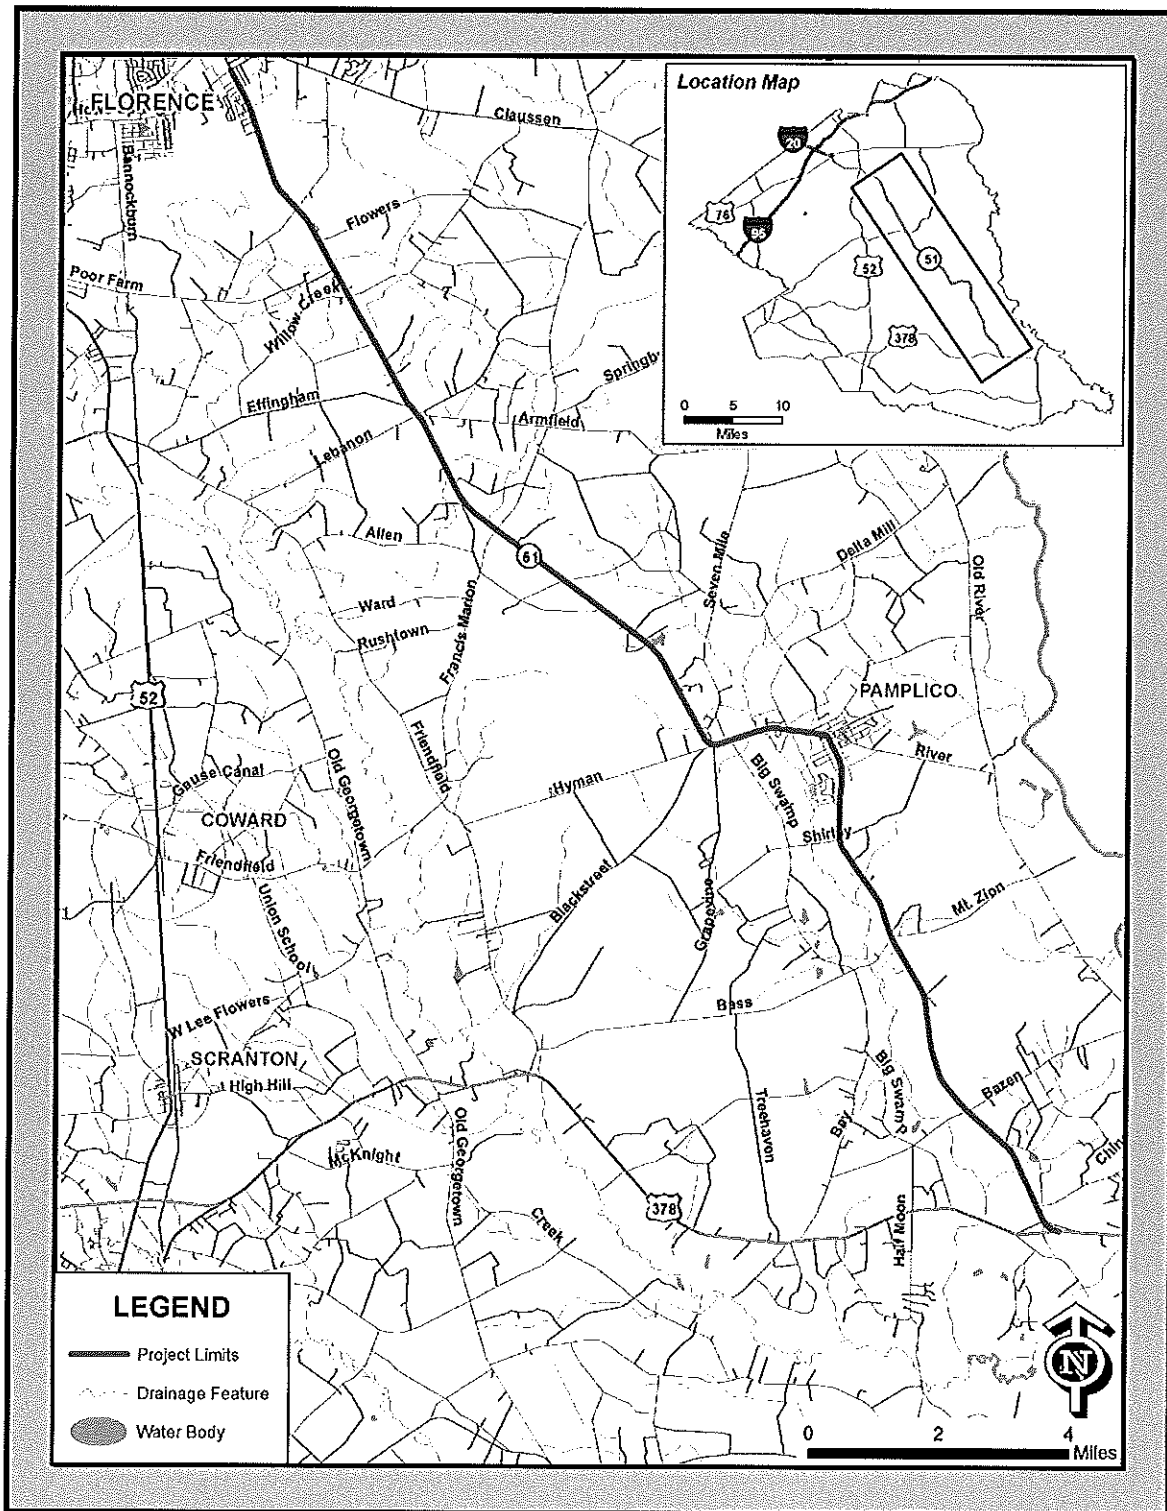 Location Map
20
76
95
52
51
378
0 5 10
Miles
FLORENCE
Claussen
Bannockburn
Flowers
Poor Farm
Willow Creek
Effingham
Springb
Armfield
Lebanon
Allen
51
Seven Mile
Delta Mill
Old River
Ward
Rushtown
Francis Marion
52
PAMPLICO
Friendfield
River
Old Georgetown
Big Swamp
Gause Canal
Hyman
COWARD
Shirley
Friendfield
Blackstreet
Grapevine
Mt. Zion
Union School
W Lee Flowers
Bass
SCRANTON
High Hill
Big Swamp
Bazen
Treehaven
Bay
Old Georgetown
McKnight
378
Creek
Half Moon
LEGEND
Project Limits
Drainage Feature
Water Body
N
0 2 4
Miles